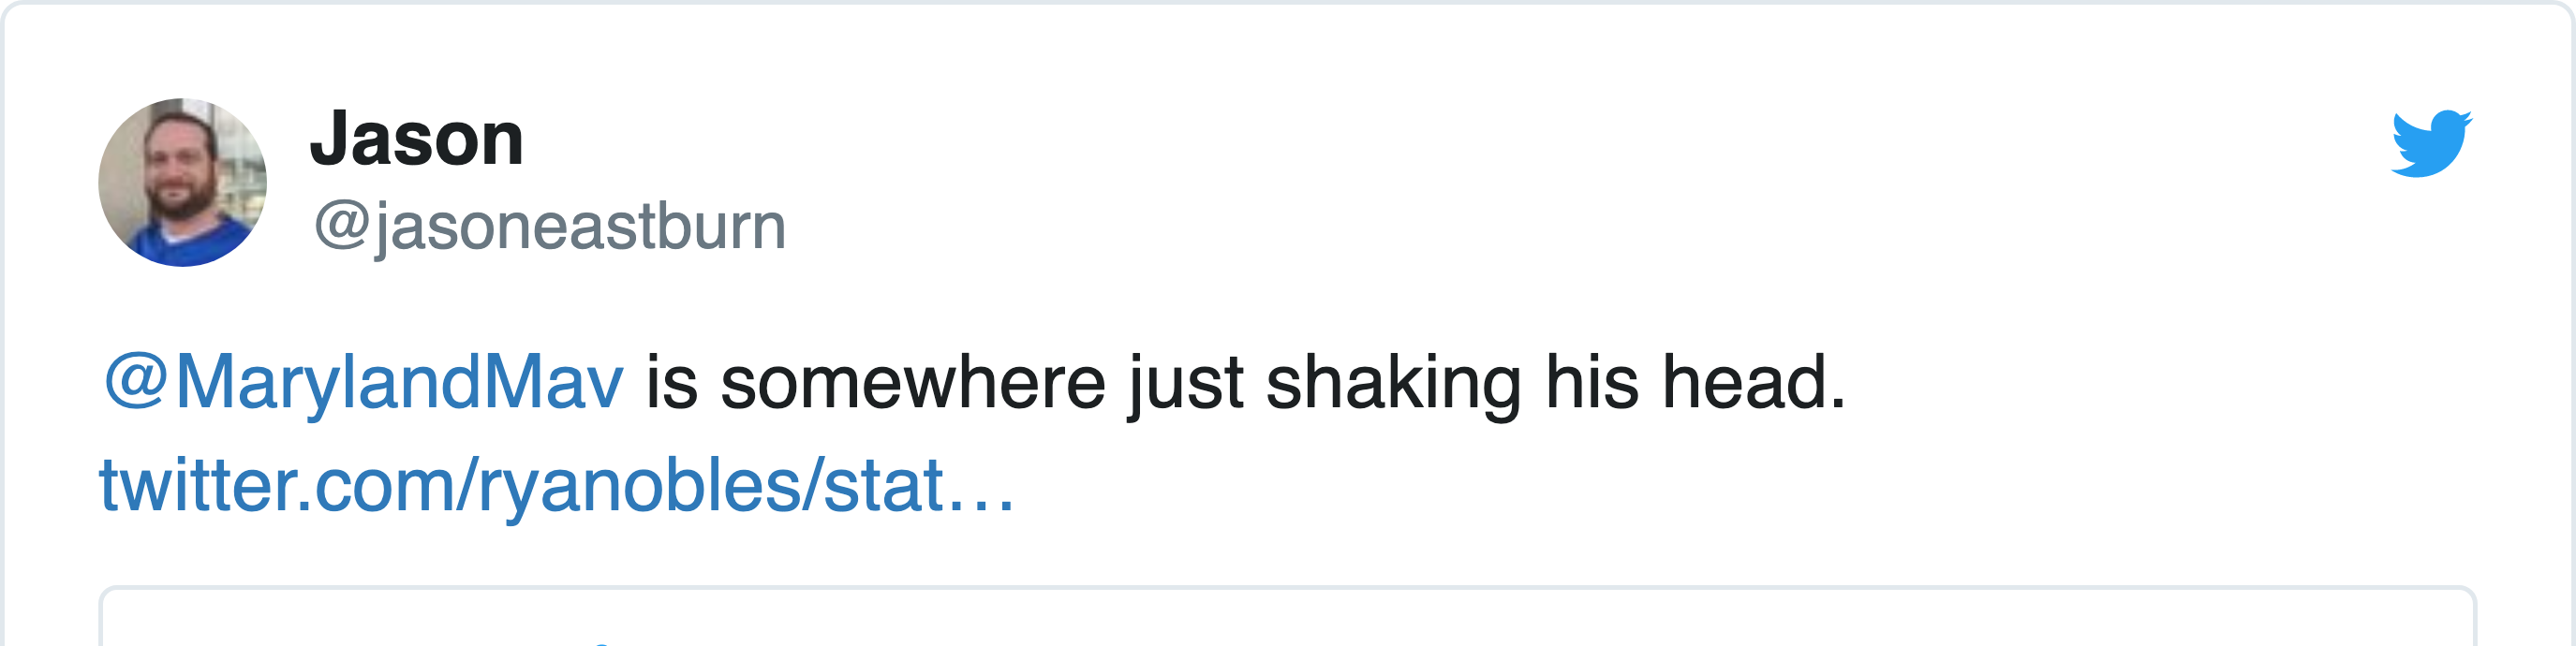 Jason
@jasoneastburn
@MarylandMav is somewhere just shaking his head.
twitter.com/ryanobles/stat…